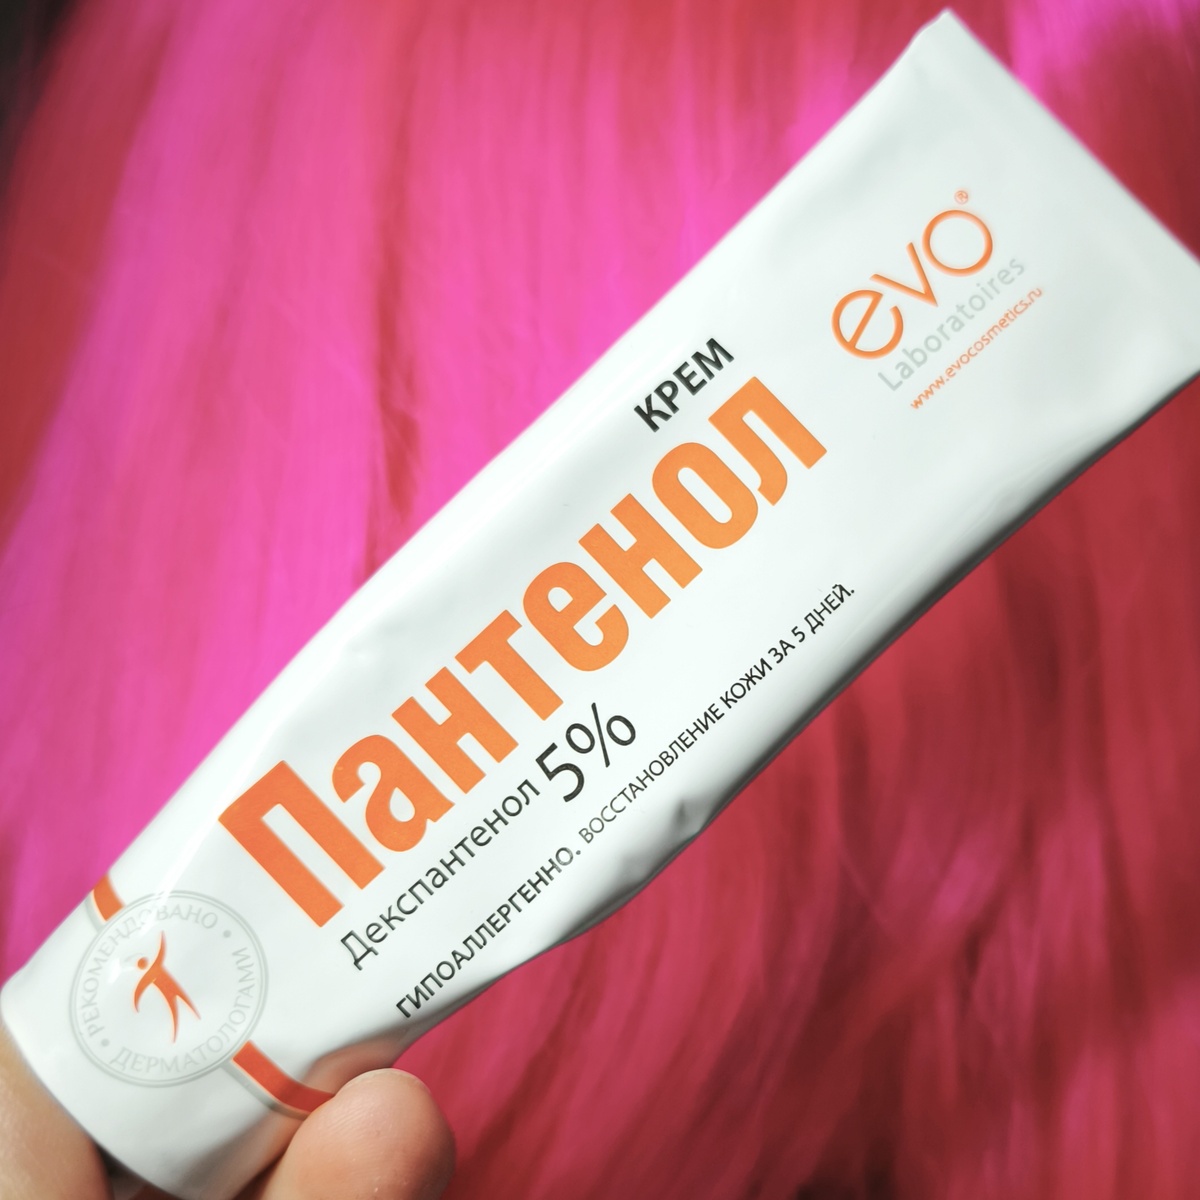 evo®
Laboratoires
www.evocosmetics.ru
КРЕМ
Пантенол
Декспантенол 5%
ГИПОАЛЛЕРГЕННО. ВОССТАНОВЛЕНИЕ КОЖИ ЗА 5 ДНЕЙ.
• РЕКОМЕНДОВАНО •
ДЕРМАТОЛОГАМИ